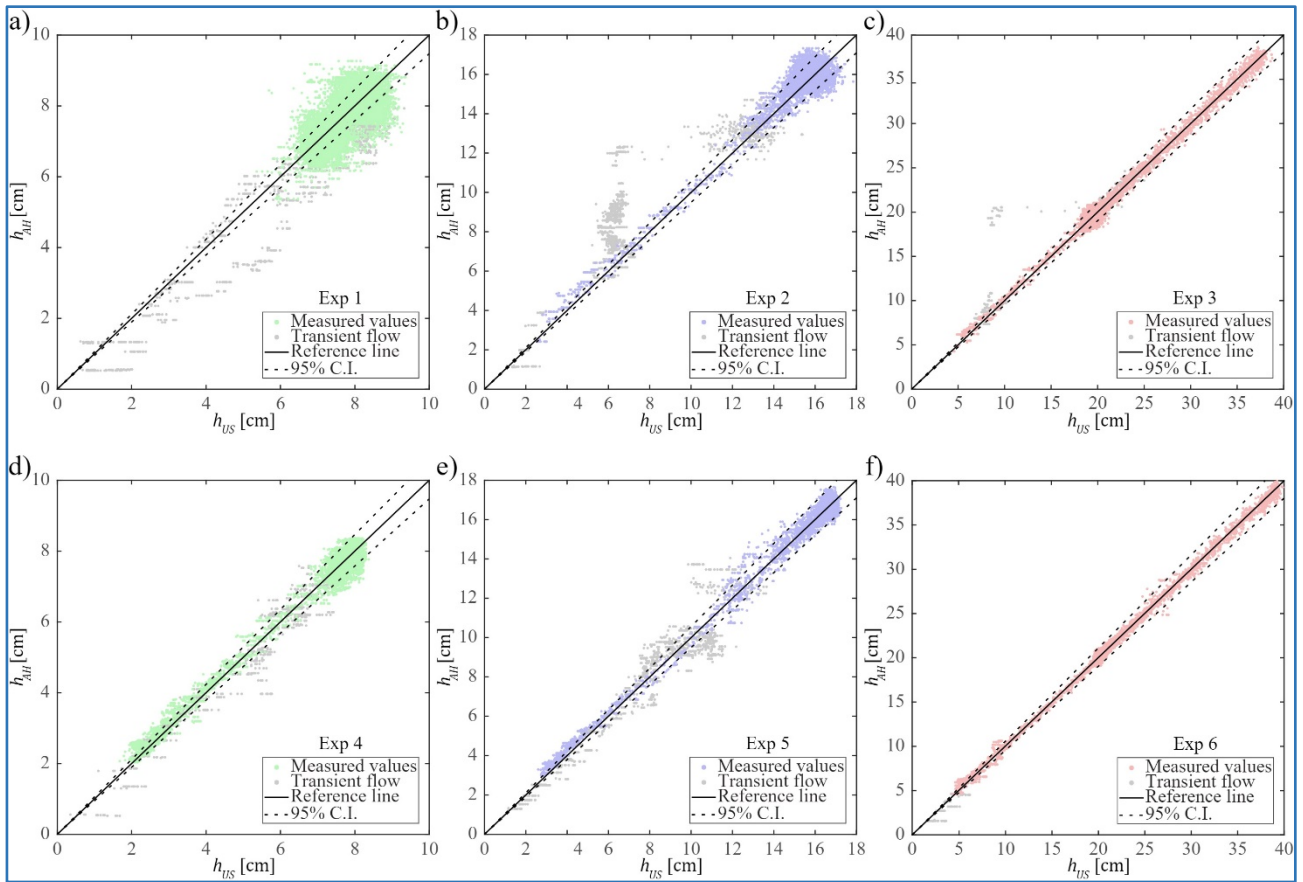 a)
10
8
6
4
2
0
h_AH [cm]
0 2 4 6 8 10
h_US [cm]
Exp 1
Measured values
Transient flow
Reference line
95% C.I.
b)
18
16
14
12
10
8
6
4
2
0
h_AH [cm]
0 2 4 6 8 10 12 14 16 18
h_US [cm]
Exp 2
Measured values
Transient flow
Reference line
95% C.I.
c)
40
35
30
25
20
15
10
5
0
h_AH [cm]
0 5 10 15 20 25 30 35 40
h_US [cm]
Exp 3
Measured values
Transient flow
Reference line
95% C.I.
d)
10
8
6
4
2
0
h_AH [cm]
0 2 4 6 8 10
h_US [cm]
Exp 4
Measured values
Transient flow
Reference line
95% C.I.
e)
18
16
14
12
10
8
6
4
2
0
h_AH [cm]
0 2 4 6 8 10 12 14 16 18
h_US [cm]
Exp 5
Measured values
Transient flow
Reference line
95% C.I.
f)
40
35
30
25
20
15
10
5
0
h_AH [cm]
0 5 10 15 20 25 30 35 40
h_US [cm]
Exp 6
Measured values
Transient flow
Reference line
95% C.I.